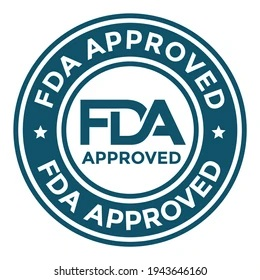 FDA APPROVED
FDA
APPROVED
FDA APPROVED
shutterstock.com · 1943646160